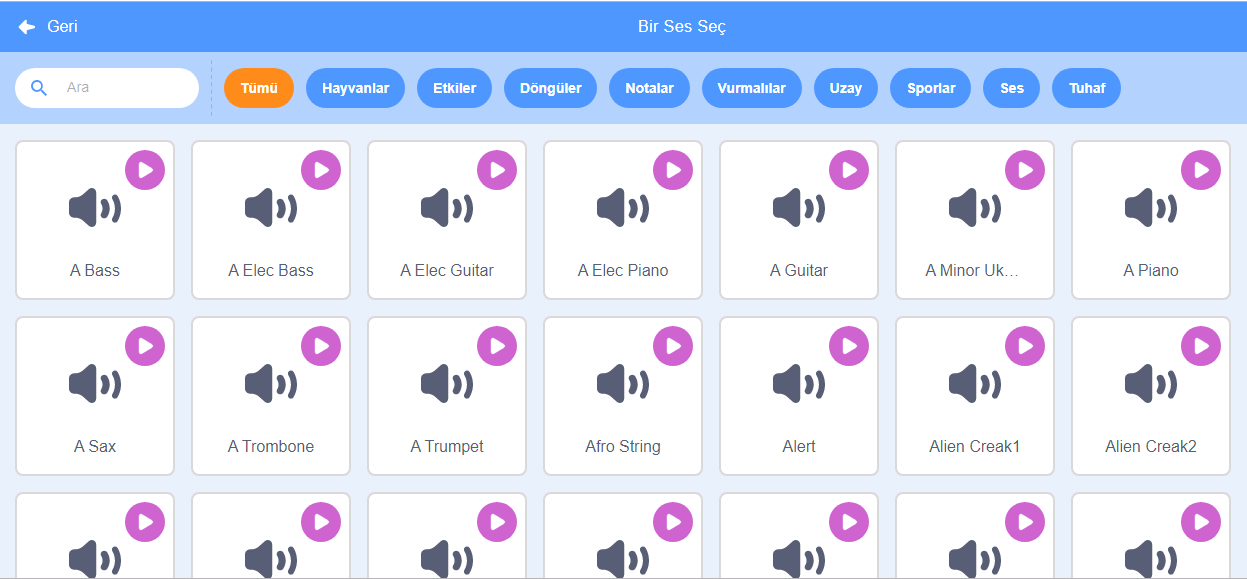 Geri
Bir Ses Seç
Ara
Tümü
Hayvanlar
Etkiler
Döngüler
Notalar
Vurmalılar
Uzay
Sporlar
Ses
Tuhaf
A Bass
A Elec Bass
A Elec Guitar
A Elec Piano
A Guitar
A Minor Uk...
A Piano
A Sax
A Trombone
A Trumpet
Afro String
Alert
Alien Creak1
Alien Creak2